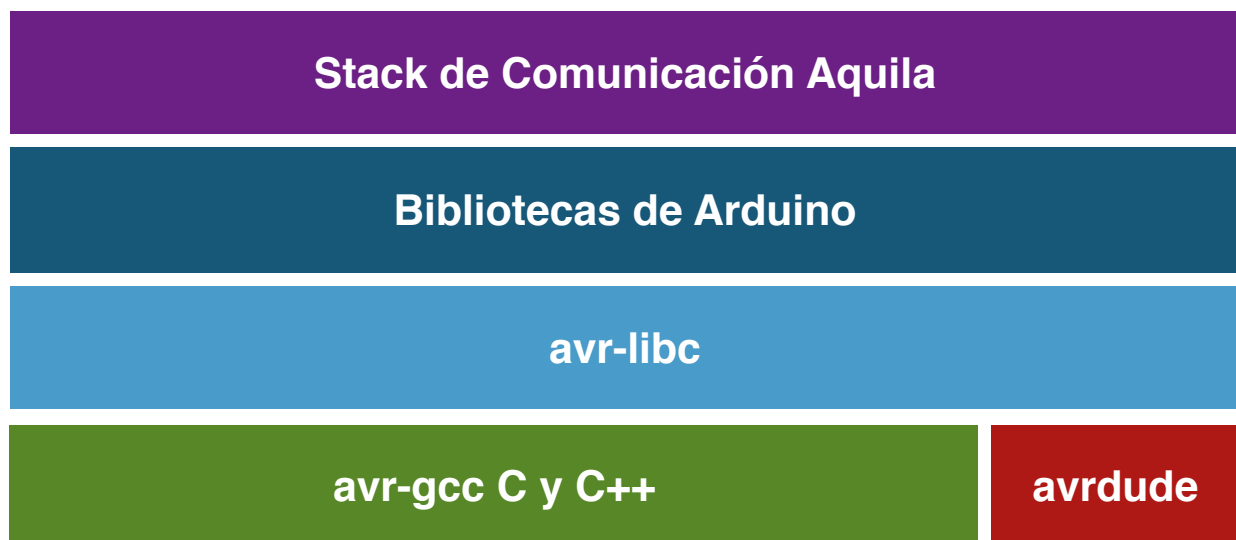 Stack de Comunicación Aquila
Bibliotecas de Arduino
avr-libc
avr-gcc C y C++
avrdude